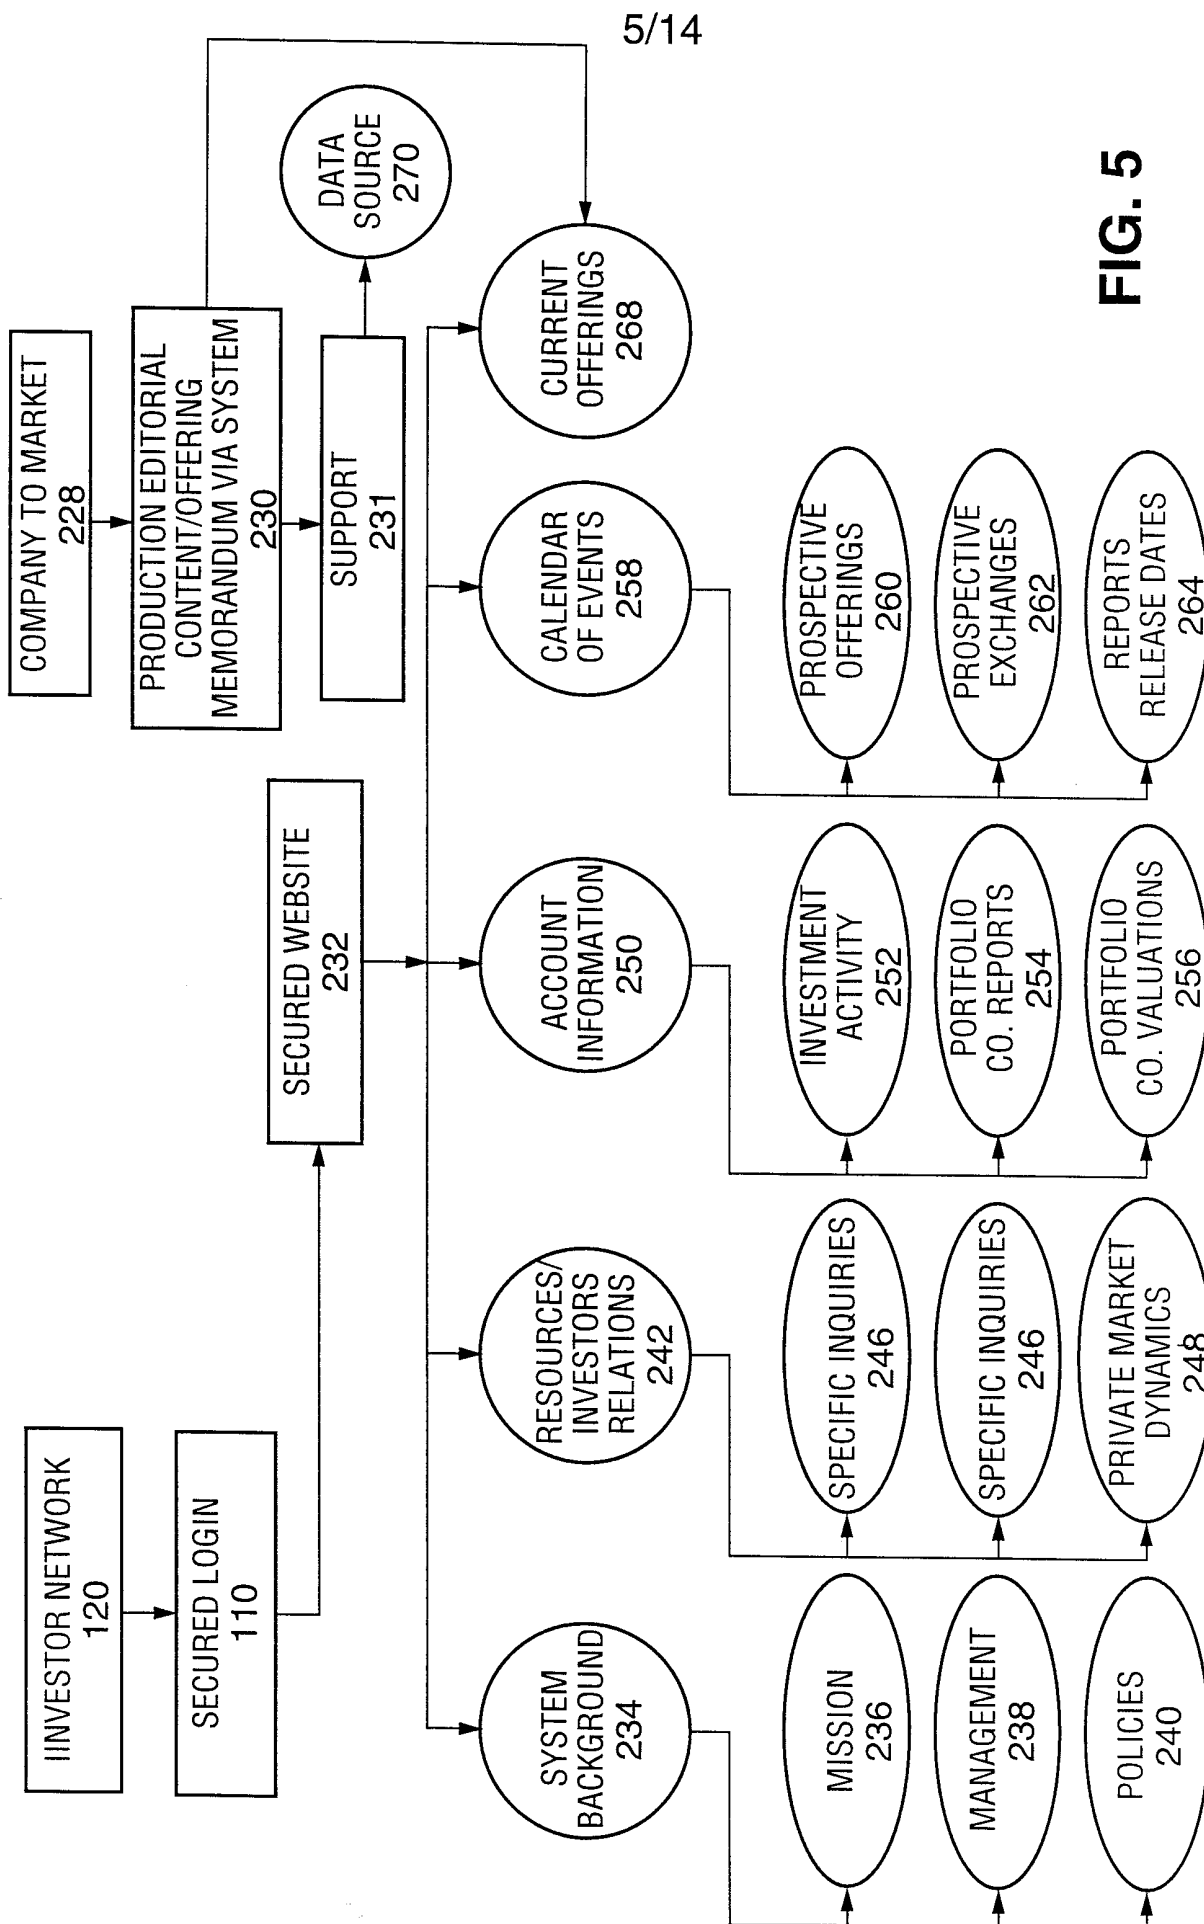 5/14
IINVESTOR NETWORK
120
SECURED LOGIN
110
SECURED WEBSITE
232
COMPANY TO MARKET
228
PRODUCTION EDITORIAL
CONTENT/OFFERING
MEMORANDUM VIA SYSTEM
230
SUPPORT
231
DATA
SOURCE
270
SYSTEM
BACKGROUND
234
RESOURCES/
INVESTORS
RELATIONS
242
ACCOUNT
INFORMATION
250
CALENDAR
OF EVENTS
258
CURRENT
OFFERINGS
268
MISSION
236
SPECIFIC INQUIRIES
246
INVESTMENT
ACTIVITY
252
PROSPECTIVE
OFFERINGS
260
MANAGEMENT
238
SPECIFIC INQUIRIES
246
PORTFOLIO
CO. REPORTS
254
PROSPECTIVE
EXCHANGES
262
POLICIES
240
PRIVATE MARKET
DYNAMICS
248
PORTFOLIO
CO. VALUATIONS
256
REPORTS
RELEASE DATES
264
FIG. 5